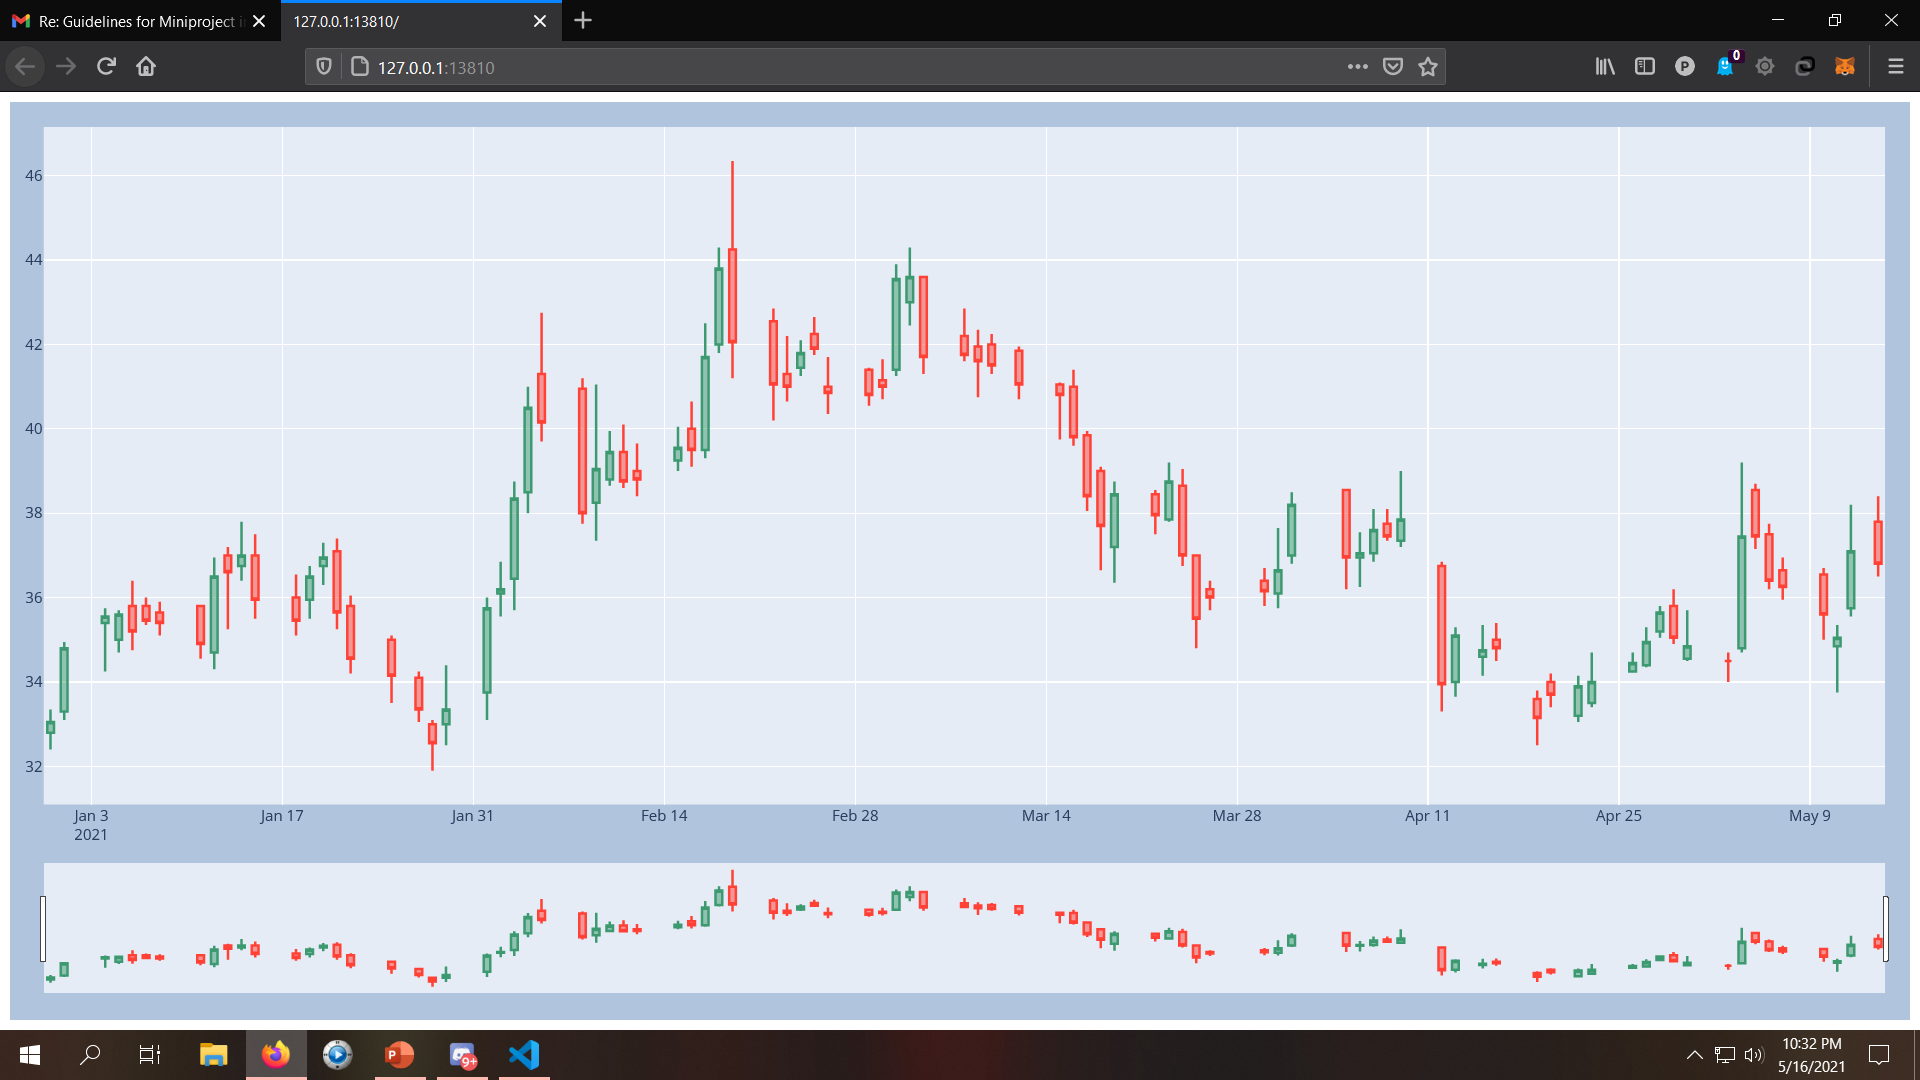 Re: Guidelines for Miniproject i
127.0.0.1:13810/
127.0.0.1:13810
P
0
46
44
42
40
38
36
34
32
Jan 3
2021
Jan 17
Jan 31
Feb 14
Feb 28
Mar 14
Mar 28
Apr 11
Apr 25
May 9
P
9+
10:32 PM
5/16/2021